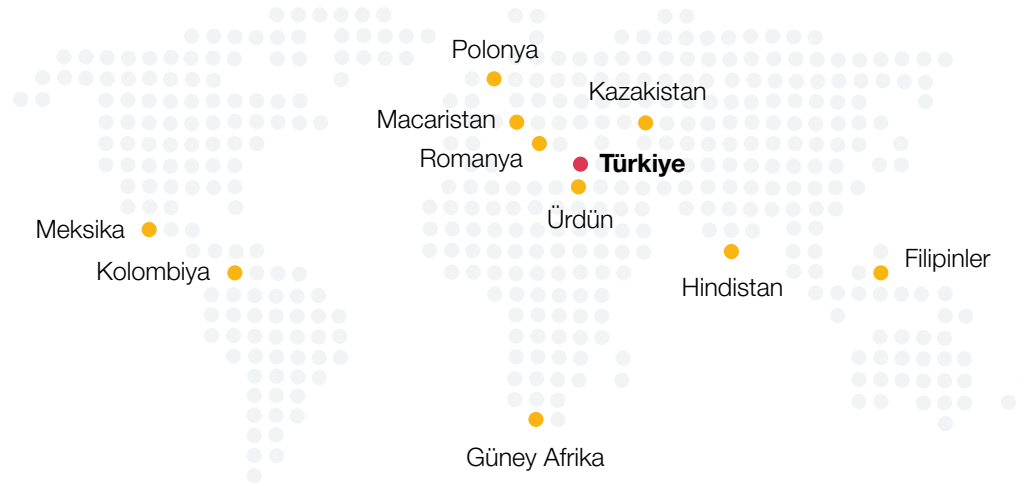 Polonya
Kazakistan
Macaristan
Romanya
Türkiye
Ürdün
Meksika
Kolombiya
Filipinler
Hindistan
Güney Afrika